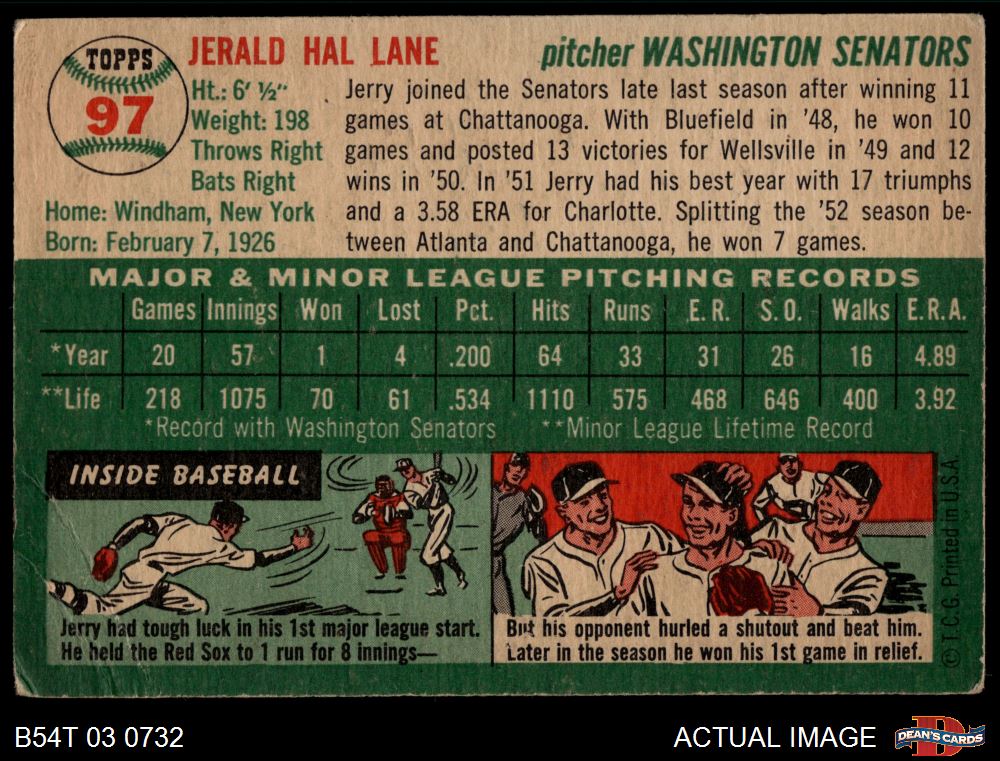 TOPPS
97
JERALD HAL LANE
pitcher WASHINGTON SENATORS
Ht.: 6' ½"
Weight: 198
Throws Right
Bats Right
Home: Windham, New York
Born: February 7, 1926
Jerry joined the Senators late last season after winning 11
games at Chattanooga. With Bluefield in '48, he won 10
games and posted 13 victories for Wellsville in '49 and 12
wins in '50. In '51 Jerry had his best year with 17 triumphs
and a 3.58 ERA for Charlotte. Splitting the '52 season be-
tween Atlanta and Chattanooga, he won 7 games.
MAJOR & MINOR LEAGUE PITCHING RECORDS
Games Innings Won Lost Pct. Hits Runs E.R. S.O. Walks E.R.A.
*Year 20 57 1 4 .200 64 33 31 26 16 4.89
**Life 218 1075 70 61 .534 1110 575 468 646 400 3.92
*Record with Washington Senators **Minor League Lifetime Record
INSIDE BASEBALL
Jerry had tough luck in his 1st major league start.
He held the Red Sox to 1 run for 8 innings—
But his opponent hurled a shutout and beat him.
Later in the season he won his 1st game in relief.
© T.C.G. Printed in U.S.A.
B54T 03 0732
ACTUAL IMAGE
D
DEAN'S CARDS